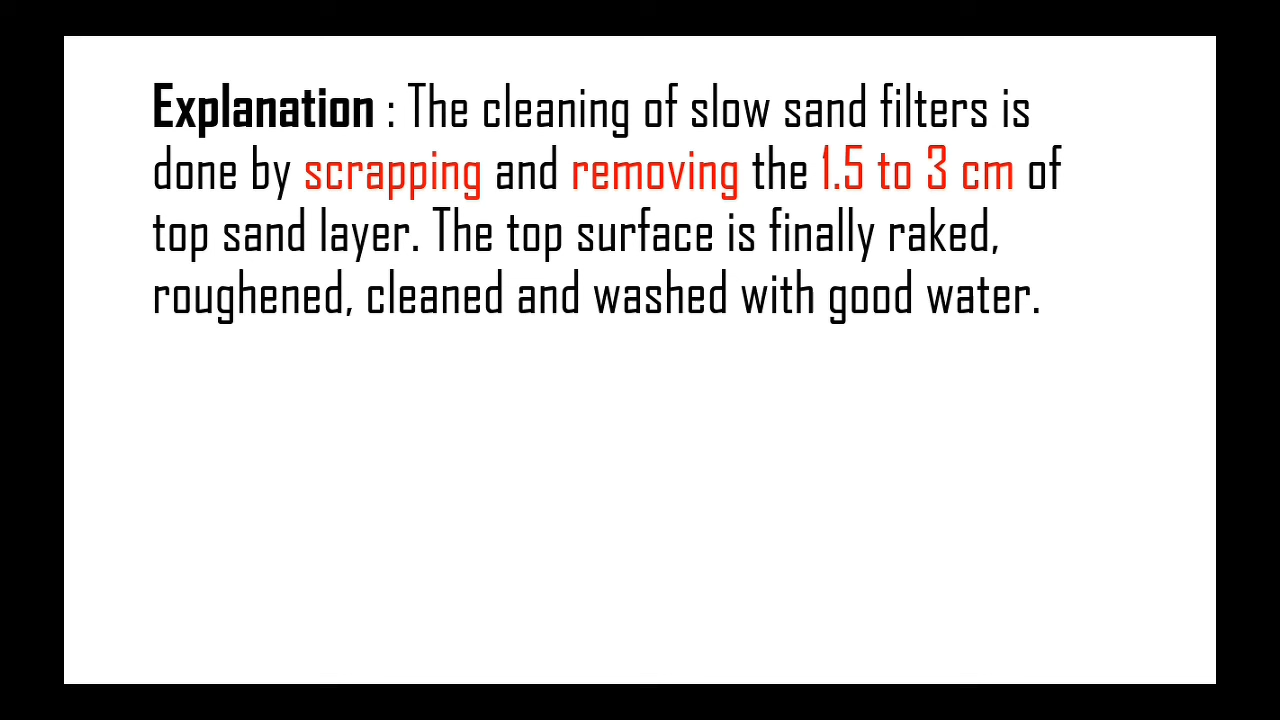 Explanation : The cleaning of slow sand filters is
done by scrapping and removing the 1.5 to 3 cm of
top sand layer. The top surface is finally raked,
roughened, cleaned and washed with good water.